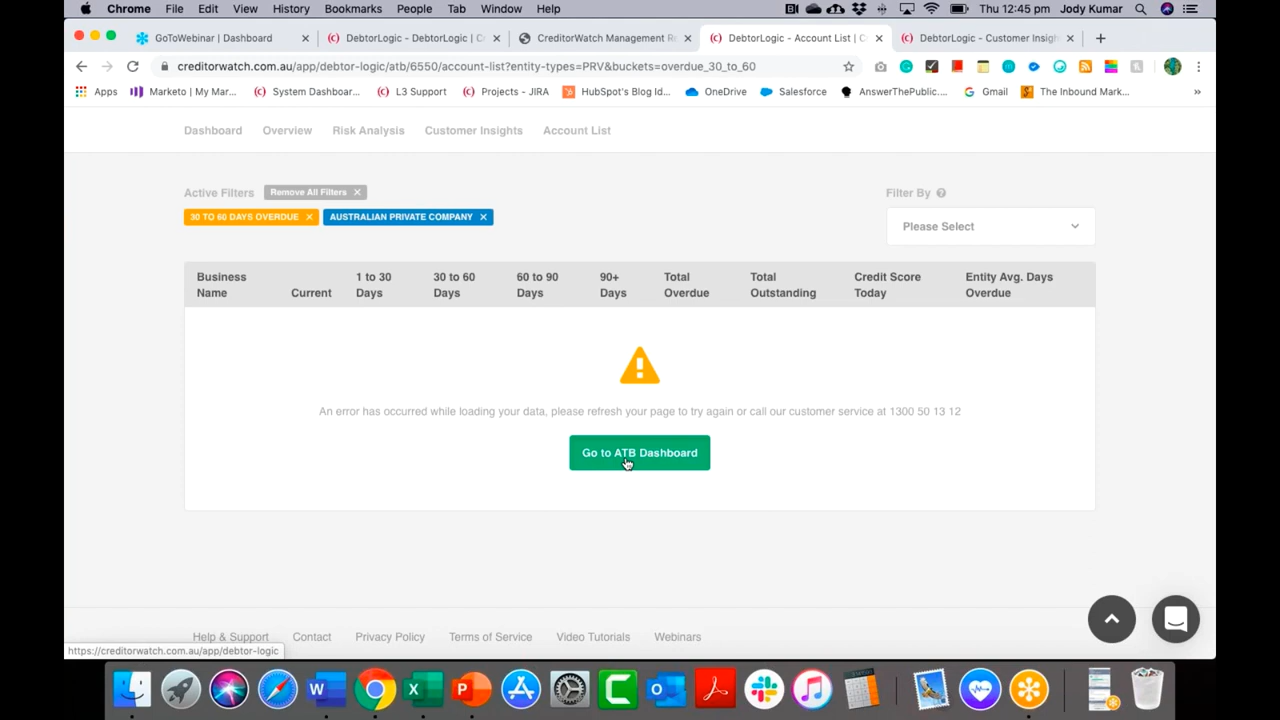 Chrome File Edit View History Bookmarks People Tab Window Help Thu 12:45 pm Jody Kumar
GoToWebinar | Dashboard DebtorLogic - DebtorLogic | C CreditorWatch Management Re DebtorLogic - Account List | C DebtorLogic - Customer Insigh
creditorwatch.com.au/app/debtor-logic/atb/6550/account-list?entity-types=PRV&buckets=overdue_30_to_60
Apps Marketo | My Mar... System Dashboar... L3 Support Projects - JIRA HubSpot's Blog Ide... OneDrive Salesforce AnswerThePublic.... Gmail The Inbound Mark... »
Dashboard Overview Risk Analysis Customer Insights Account List
Active Filters Remove All Filters Filter By
30 TO 60 DAYS OVERDUE AUSTRALIAN PRIVATE COMPANY
Please Select
Business Name Current 1 to 30 Days 30 to 60 Days 60 to 90 Days 90+ Days Total Overdue Total Outstanding Credit Score Today Entity Avg. Days Overdue
An error has occurred while loading your data, please refresh your page to try again or call our customer service at 1300 50 13 12
Go to ATB Dashboard
Help & Support Contact Privacy Policy Terms of Service Video Tutorials Webinars
https://creditorwatch.com.au/app/debtor-logic